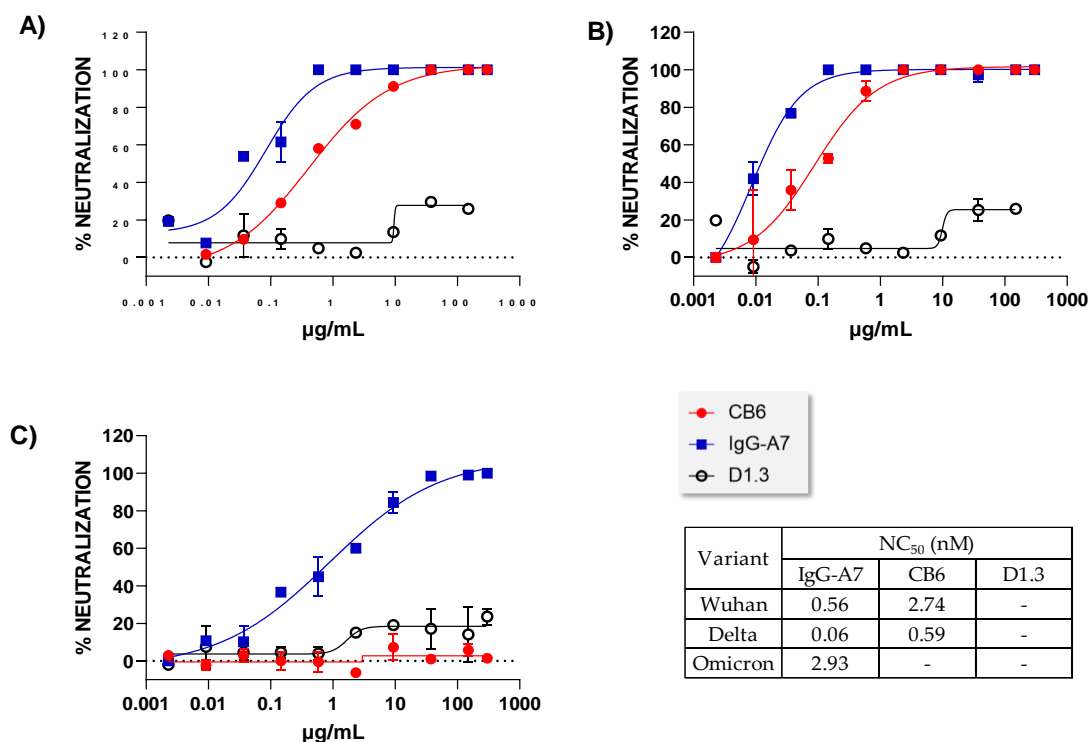 A)
% NEUTRALIZATION
120
100
80
60
40
20
0
0.001 0.01 0.1 1 10 100 1000
µg/mL
B)
% NEUTRALIZATION
120
100
80
60
40
20
0
0.001 0.01 0.1 1 10 100 1000
µg/mL
C)
% NEUTRALIZATION
120
100
80
60
40
20
0
0.001 0.01 0.1 1 10 100 1000
µg/mL
CB6
IgG-A7
D1.3
Variant NC50 (nM)
IgG-A7 CB6 D1.3
Wuhan 0.56 2.74 -
Delta 0.06 0.59 -
Omicron 2.93 - -